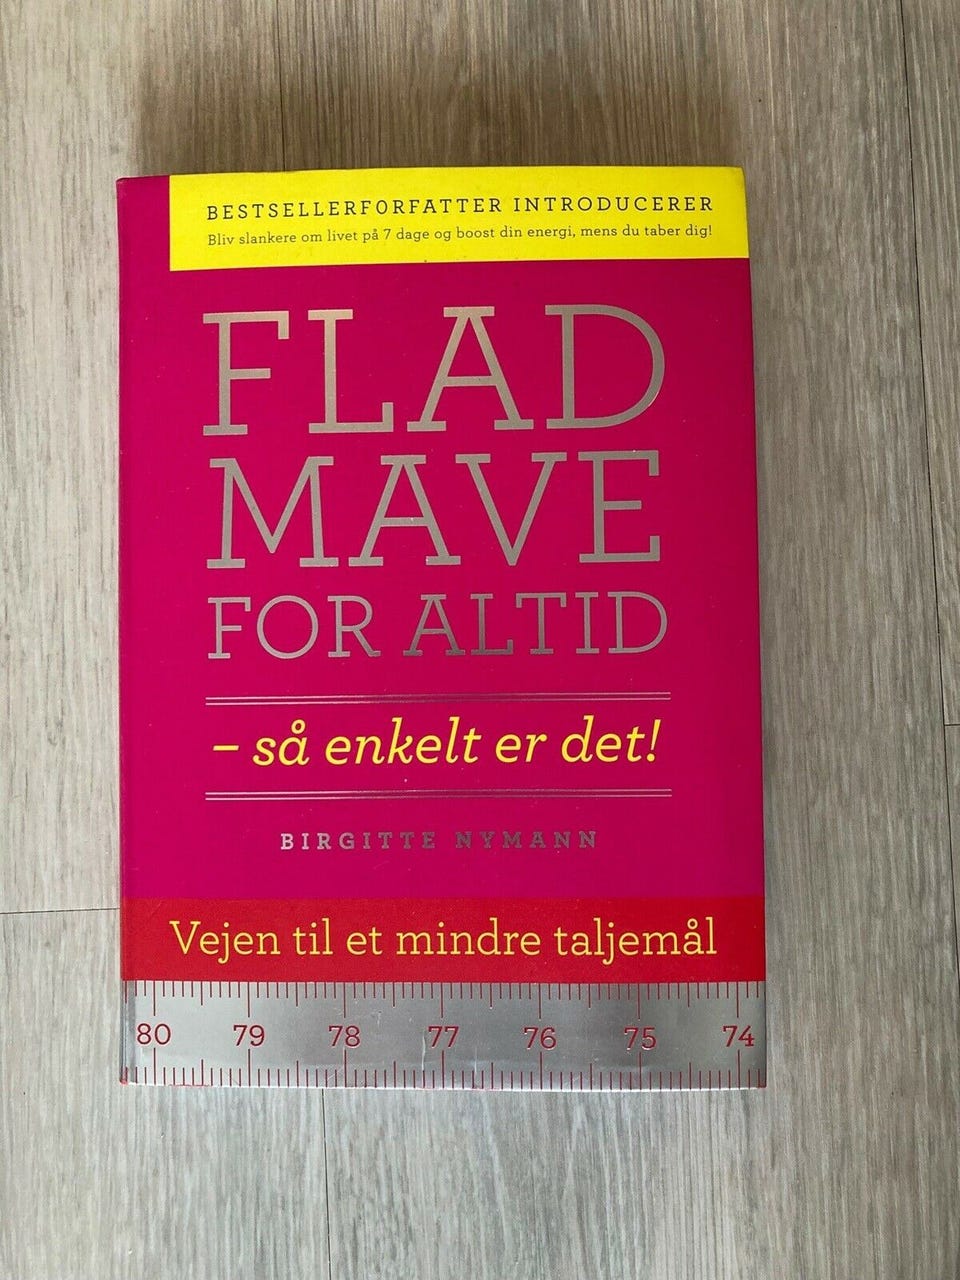 BESTSELLERFORFATTER INTRODUCERER
Bliv slankere om livet på 7 dage og boost din energi, mens du taber dig!
FLAD
MAVE
FOR ALTID
– så enkelt er det!
BIRGITTE NYMANN
Vejen til et mindre taljemål
80 79 78 77 76 75 74